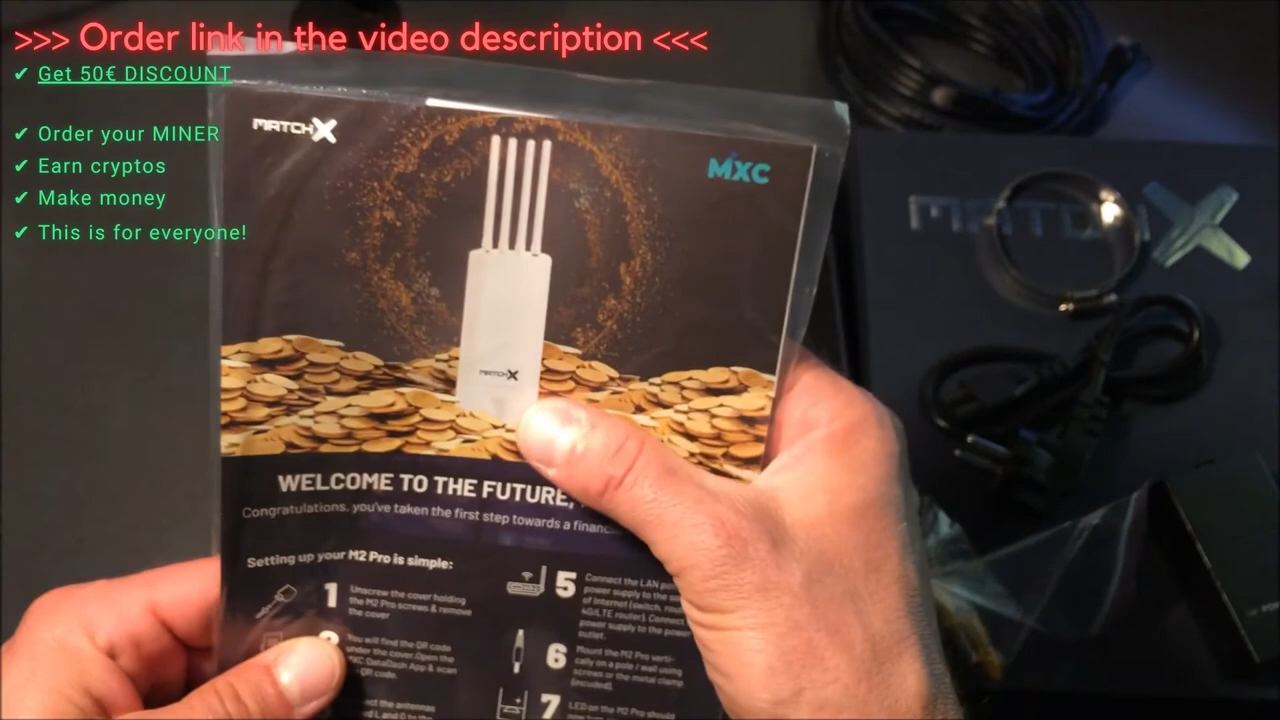 >>> Order link in the video description <<<
✔ Get 50€ DISCOUNT
✔ Order your MINER
✔ Earn cryptos
✔ Make money
✔ This is for everyone!
MATCHX
MXC
MATCHX
MATCHX
WELCOME TO THE FUTURE,
Congratulations, you've taken the first step towards a financ
Setting up your M2 Pro is simple:
1
Unscrew the cover holding
the M2 Pro screws & remove
the cover
You will find the QR code
under the cover. Open the
DataDash App & scan
QR code.
the antennas
L and G to the
5
Connect the LAN
power supply to the
of Internet (switch,
4G/LTE router). Connect
power supply to the power
outlet.
6
Mount the M2 Pro verti-
cally on a pole / wall using
screws or the metal clamp
(included).
7
LED on the M2 Pro should